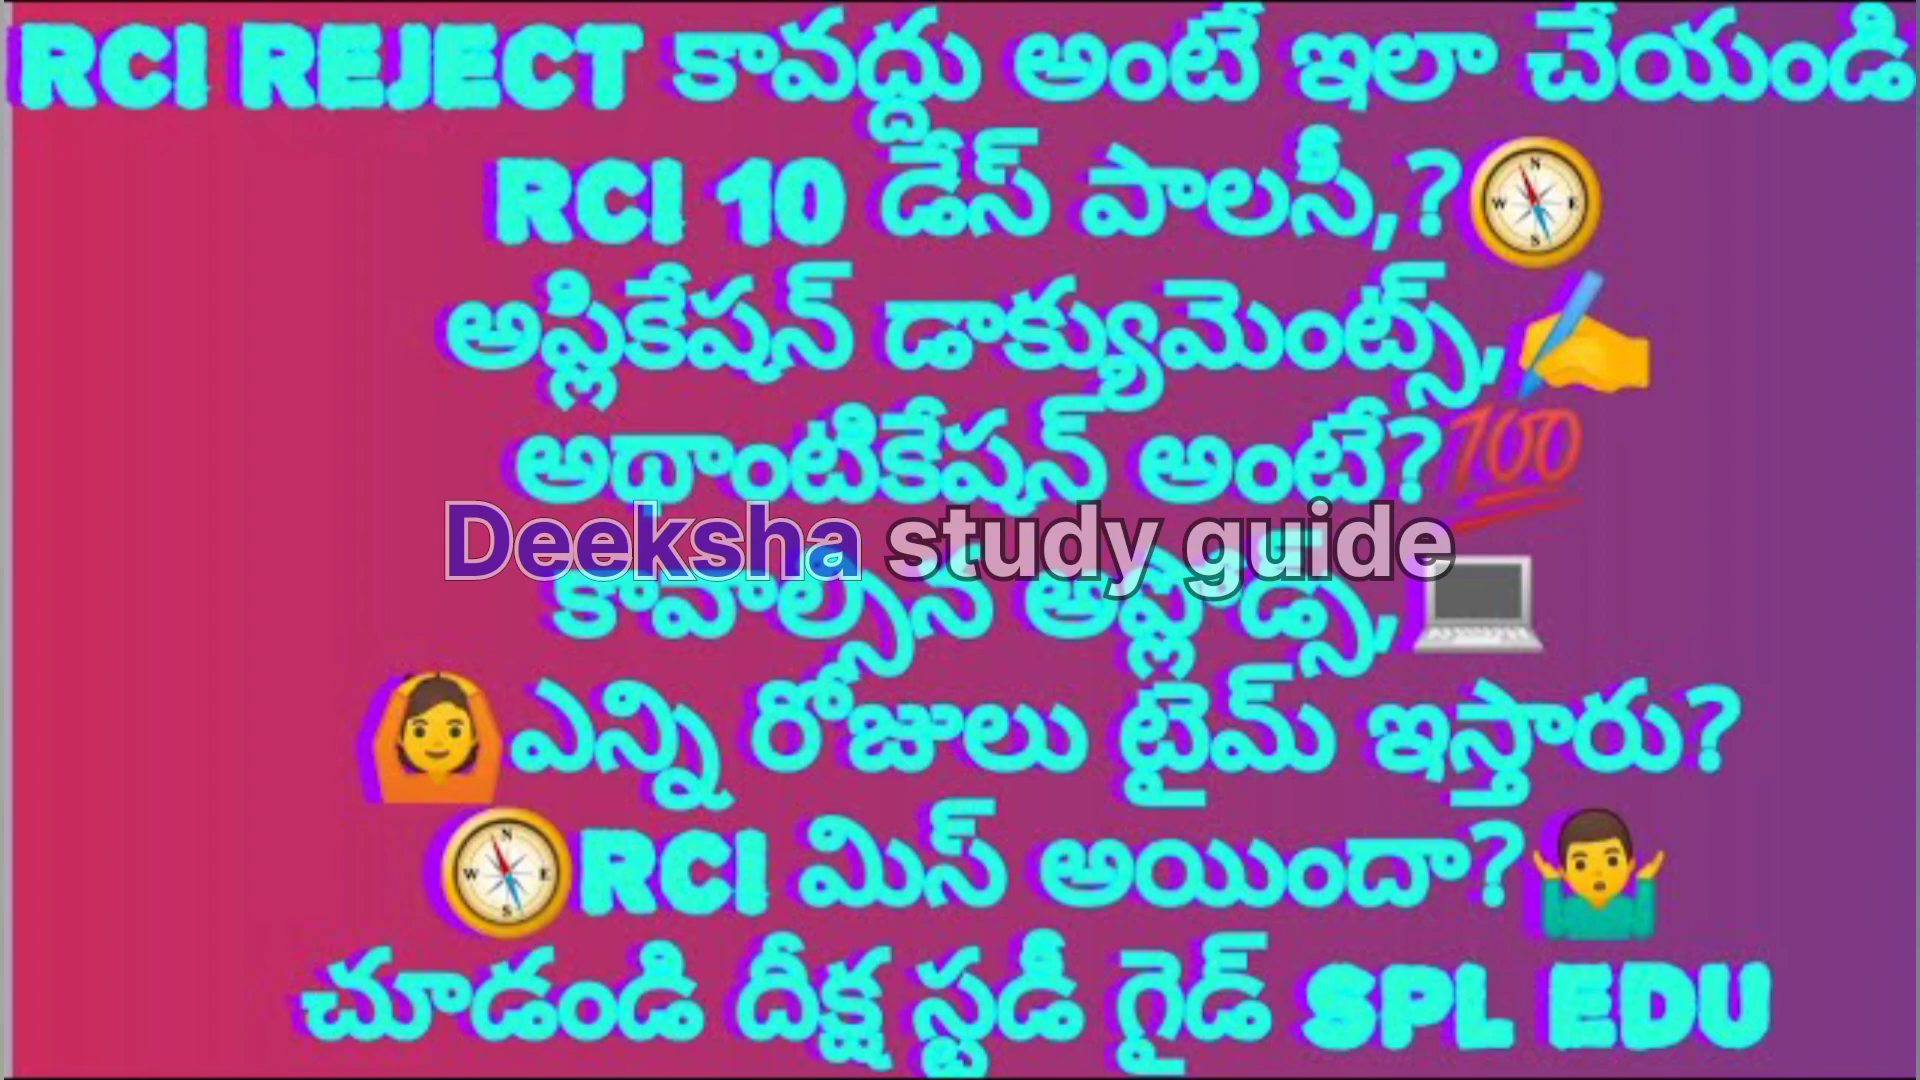 RCI REJECT కావద్దు అంటే ఇలా చేయండి
RCI 10 డేస్ పాలసీ,?
అప్లికేషన్ డాక్యుమెంట్స్,
అథాంటికేషన్ అంటే?
Deeksha study guide
కావాల్సిన అప్లోడ్స్,
ఎన్ని రోజులు టైమ్ ఇస్తారు?
RCI మిస్ అయిందా?
చూడండి దీక్ష స్టడీ గైడ్ SPL EDU